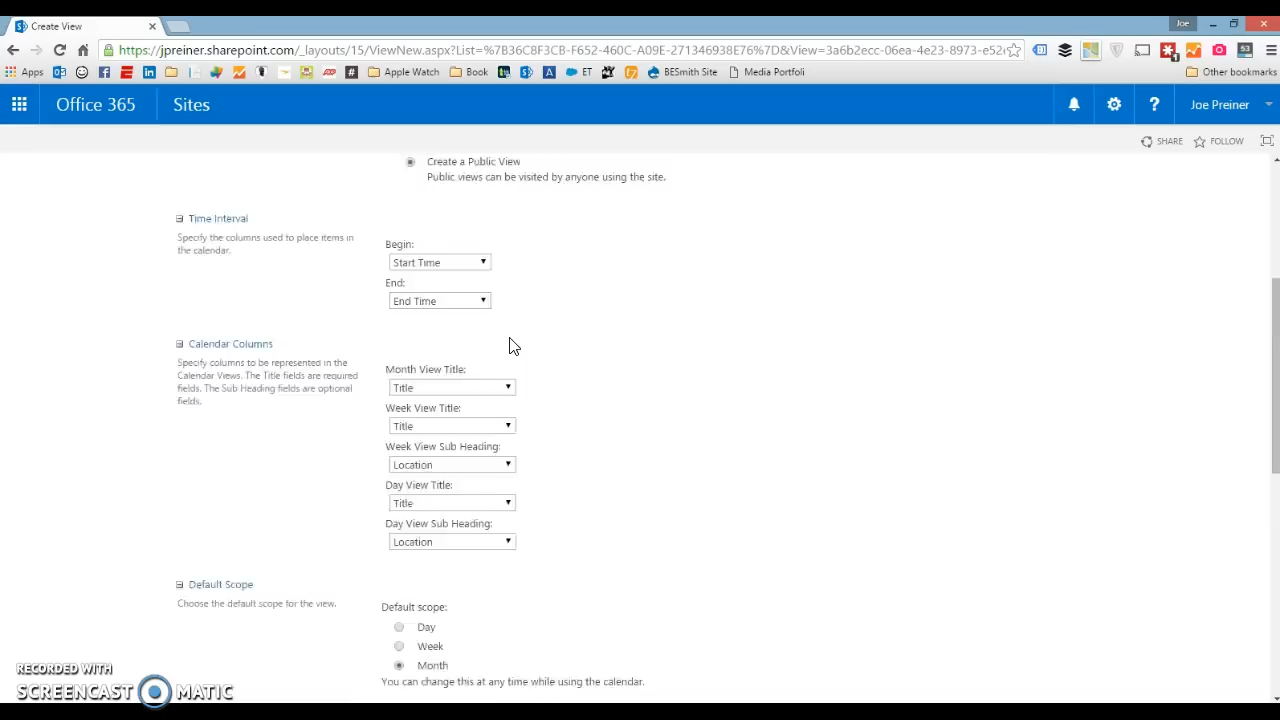 Create View
Joe
https://jpreiner.sharepoint.com/_layouts/15/ViewNew.aspx?List=%7B36C8F3CB-F652-460C-A09E-271346938E76%7D&View=3a6b2ecc-06ea-4e23-8973-e52
Apps
Apple Watch
Book
ET
BESmith Site
Media Portfoli
Other bookmarks
Office 365
Sites
Joe Preiner
SHARE
FOLLOW
Create a Public View
Public views can be visited by anyone using the site.
Time Interval
Specify the columns used to place items in
the calendar.
Begin:
Start Time
End:
End Time
Calendar Columns
Specify columns to be represented in the
Calendar Views. The Title fields are required
fields. The Sub Heading fields are optional
fields.
Month View Title:
Title
Week View Title:
Title
Week View Sub Heading:
Location
Day View Title:
Title
Day View Sub Heading:
Location
Default Scope
Choose the default scope for the view.
Default scope:
Day
Week
Month
You can change this at any time while using the calendar.
RECORDED WITH
SCREENCAST MATIC